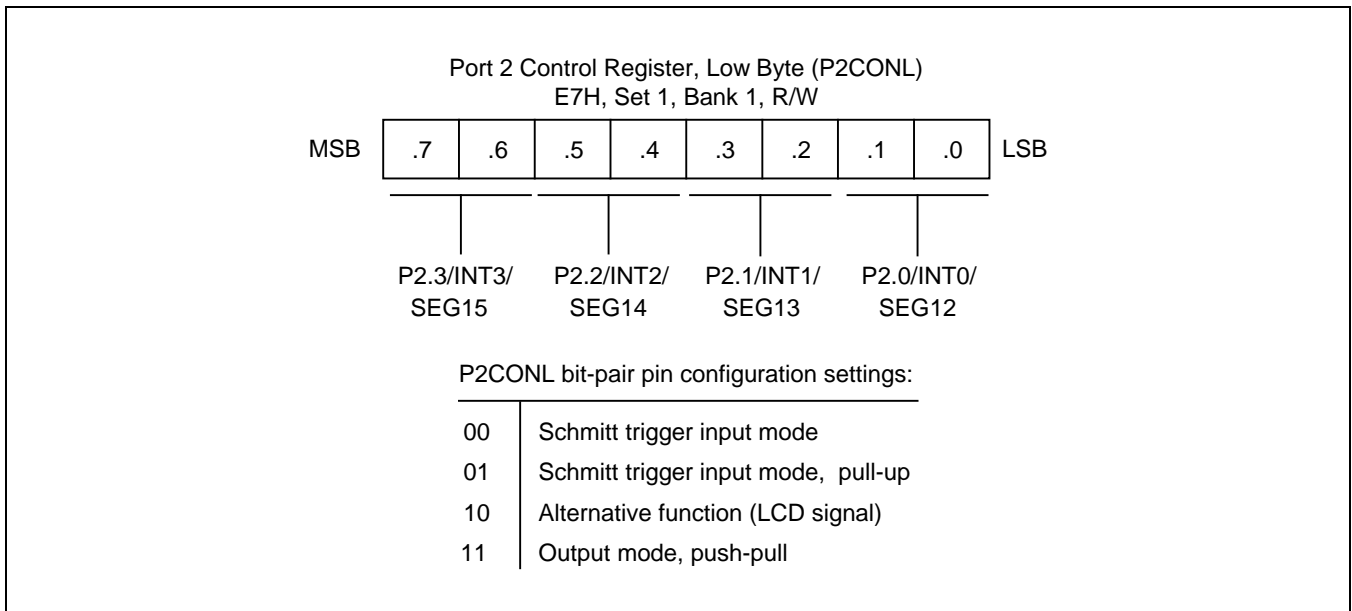 Port 2 Control Register, Low Byte (P2CONL)
E7H, Set 1, Bank 1, R/W
MSB .7 .6 .5 .4 .3 .2 .1 .0 LSB
P2.3/INT3/ P2.2/INT2/ P2.1/INT1/ P2.0/INT0/
SEG15 SEG14 SEG13 SEG12
P2CONL bit-pair pin configuration settings:
00 Schmitt trigger input mode
01 Schmitt trigger input mode, pull-up
10 Alternative function (LCD signal)
11 Output mode, push-pull